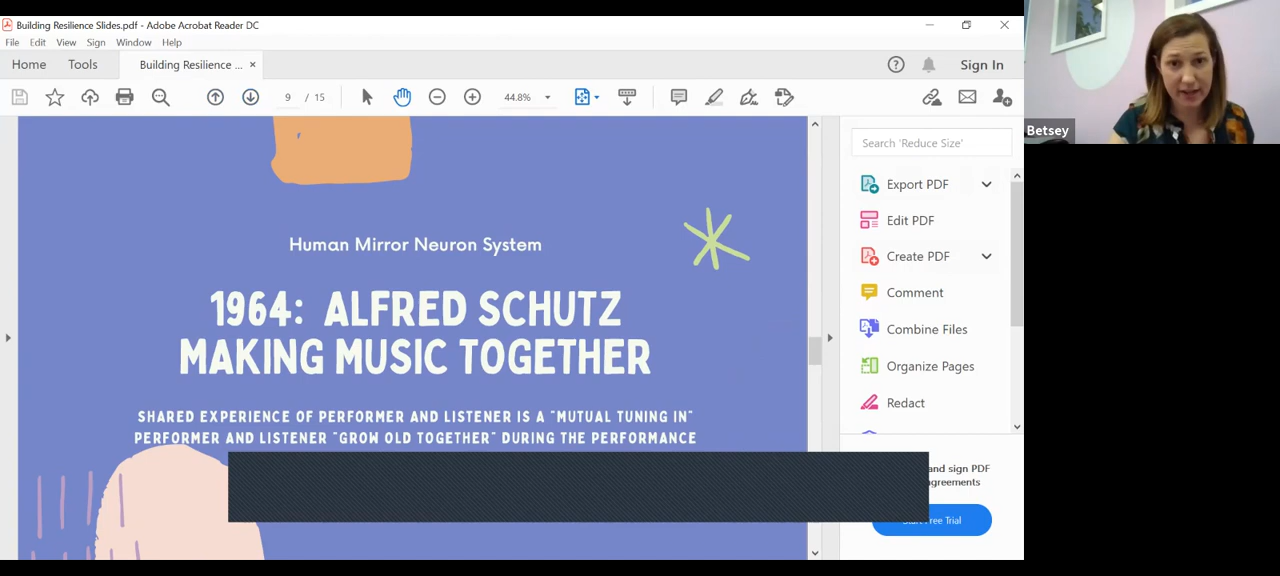 Building Resilience Slides.pdf - Adobe Acrobat Reader DC
File Edit View Sign Window Help
Home Tools Building Resilience ... × Sign In
9 / 15 44.8%
Human Mirror Neuron System
1964: ALFRED SCHUTZ
MAKING MUSIC TOGETHER
SHARED EXPERIENCE OF PERFORMER AND LISTENER IS A "MUTUAL TUNING IN"
PERFORMER AND LISTENER "GROW OLD TOGETHER" DURING THE PERFORMANCE
Search 'Reduce Size'
Export PDF
Edit PDF
Create PDF
Comment
Combine Files
Organize Pages
Redact
and sign PDF
agreements
Start Free Trial
Betsey